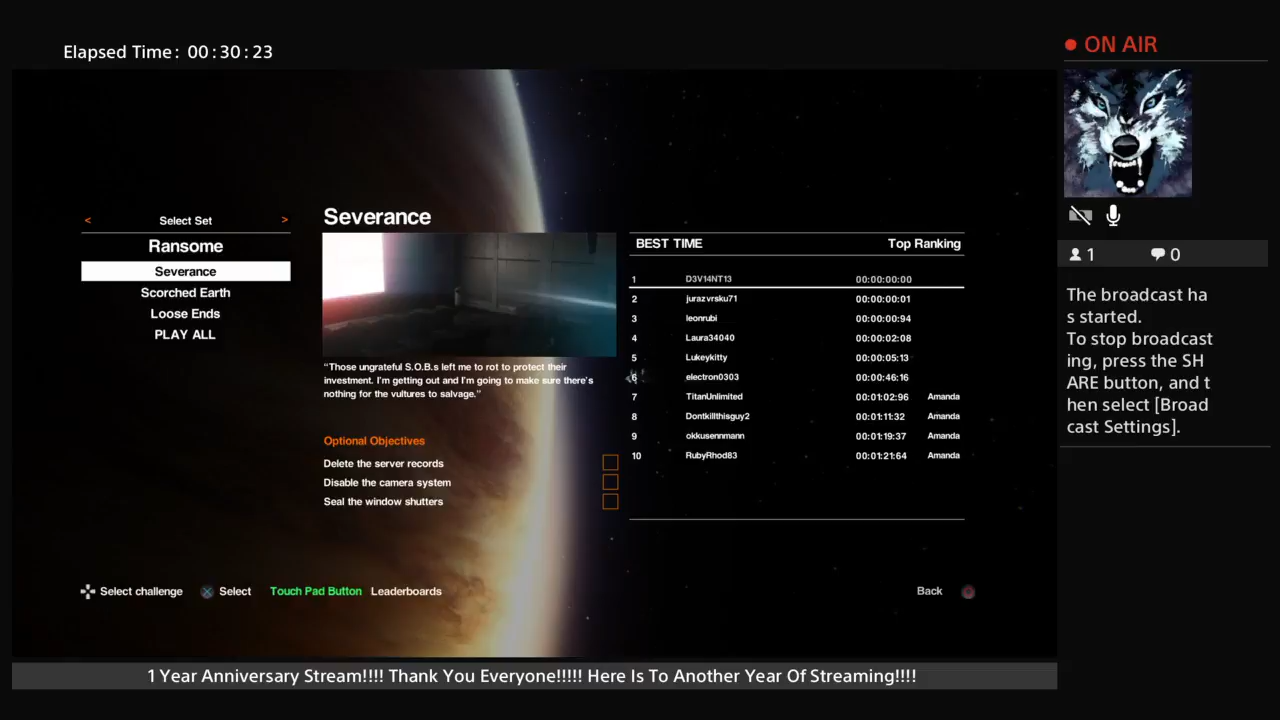 Elapsed Time: 00:30:23
ON AIR
1
0
The broadcast ha
s started.
To stop broadcast
ing, press the SH
ARE button, and t
hen select [Broad
cast Settings].
< Select Set >
Ransome
Severance
Scorched Earth
Loose Ends
PLAY ALL
Severance
“Those ungrateful S.O.B.s left me to rot to protect their
investment. I'm getting out and I'm going to make sure there's
nothing for the vultures to salvage.”
Optional Objectives
Delete the server records
Disable the camera system
Seal the window shutters
BEST TIME Top Ranking
1 D3V14NT13 00:00:00:00
2 jurazvrsku71 00:00:00:01
3 leonrubi 00:00:00:94
4 Laura34040 00:00:02:08
5 Lukeykitty 00:00:05:13
6 electron0303 00:00:46:16
7 TitanUnlimited 00:01:02:96 Amanda
8 Dontkillthisguy2 00:01:11:32 Amanda
9 okkusennmann 00:01:19:37 Amanda
10 RubyRhod83 00:01:21:64 Amanda
Select challenge Select Touch Pad Button Leaderboards Back
1 Year Anniversary Stream!!!! Thank You Everyone!!!!! Here Is To Another Year Of Streaming!!!!